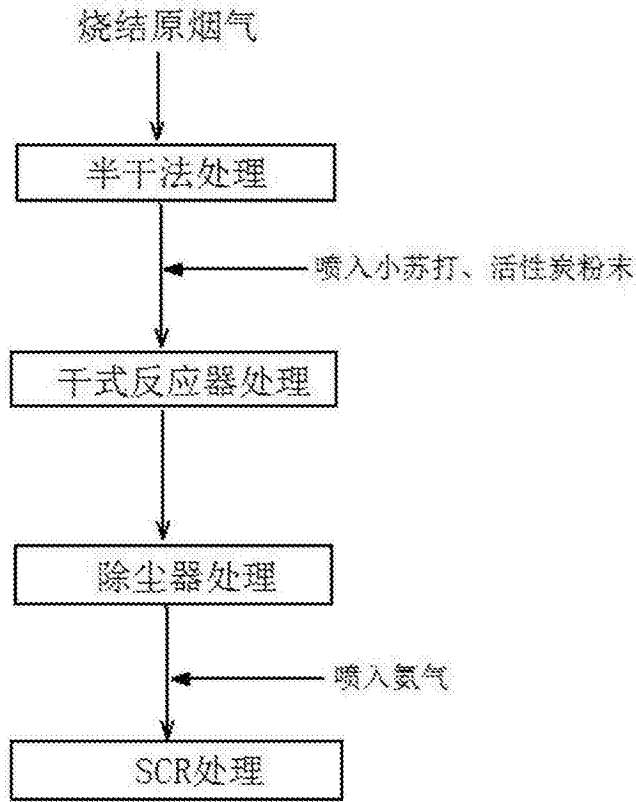 烧结原烟气
半干法处理
喷入小苏打、活性炭粉末
干式反应器处理
除尘器处理
喷入氨气
SCR处理